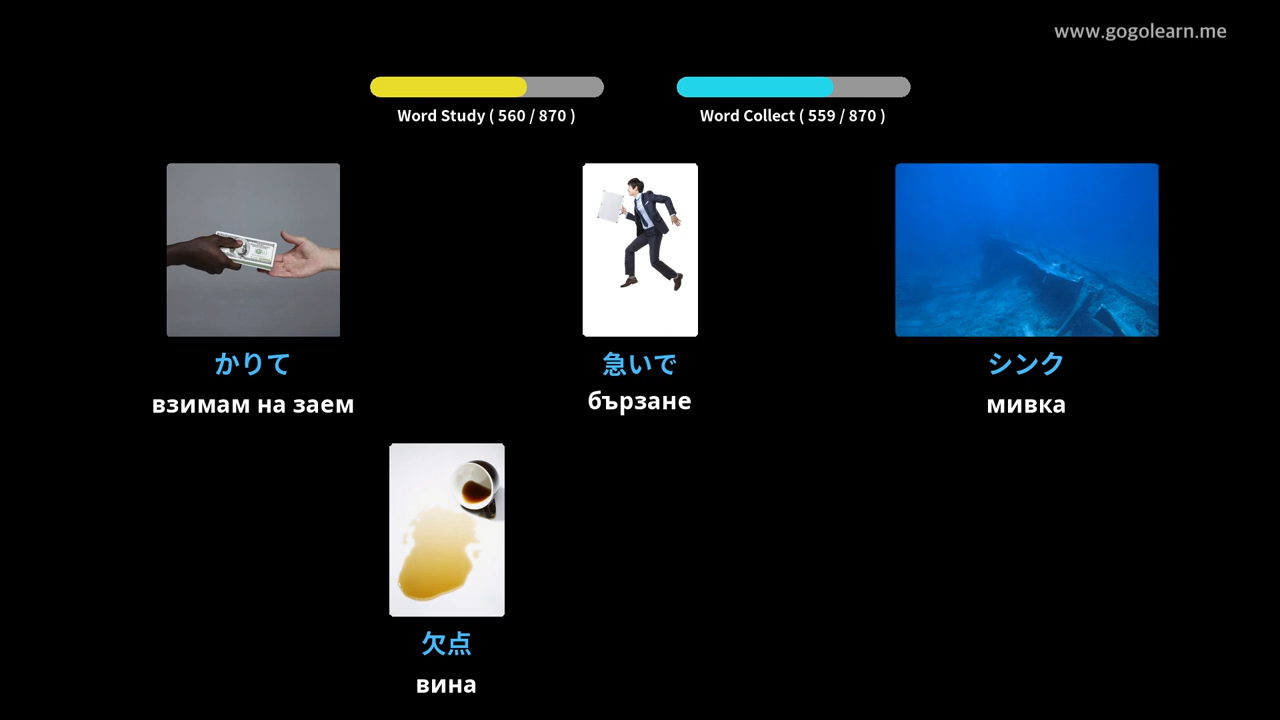 www.gogolearn.me
Word Study ( 560 / 870 )
Word Collect ( 559 / 870 )
かりて
взимам на заем
急いで
бързане
シンク
мивка
欠点
вина